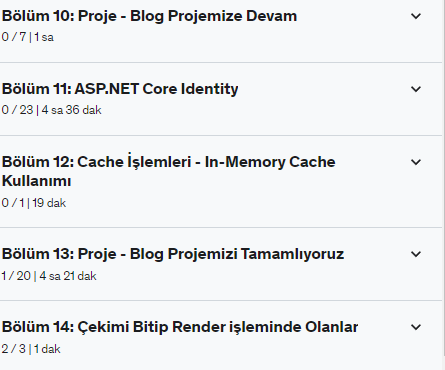 Bölüm 10: Proje - Blog Projemize Devam
0 / 7 | 1 sa
Bölüm 11: ASP.NET Core Identity
0 / 23 | 4 sa 36 dak
Bölüm 12: Cache İşlemleri - In-Memory Cache
Kullanımı
0 / 1 | 19 dak
Bölüm 13: Proje - Blog Projemizi Tamamlıyoruz
1 / 20 | 4 sa 21 dak
Bölüm 14: Çekimi Bitip Render işleminde Olanlar
2 / 3 | 1 dak